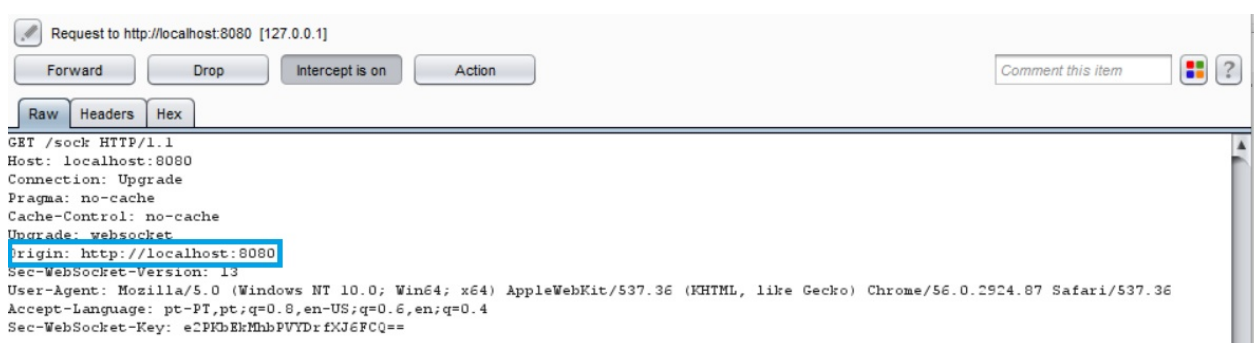 Request to http://localhost:8080 [127.0.0.1]
Forward Drop Intercept is on Action Comment this item ?
Raw Headers Hex
GET /sock HTTP/1.1
Host: localhost:8080
Connection: Upgrade
Pragma: no-cache
Cache-Control: no-cache
Upgrade: websocket
Origin: http://localhost:8080
Sec-WebSocket-Version: 13
User-Agent: Mozilla/5.0 (Windows NT 10.0; Win64; x64) AppleWebKit/537.36 (KHTML, like Gecko) Chrome/56.0.2924.87 Safari/537.36
Accept-Language: pt-PT,pt;q=0.8,en-US;q=0.6,en;q=0.4
Sec-WebSocket-Key: e2PKbEkMhbPVYDrfXJ6FCQ==